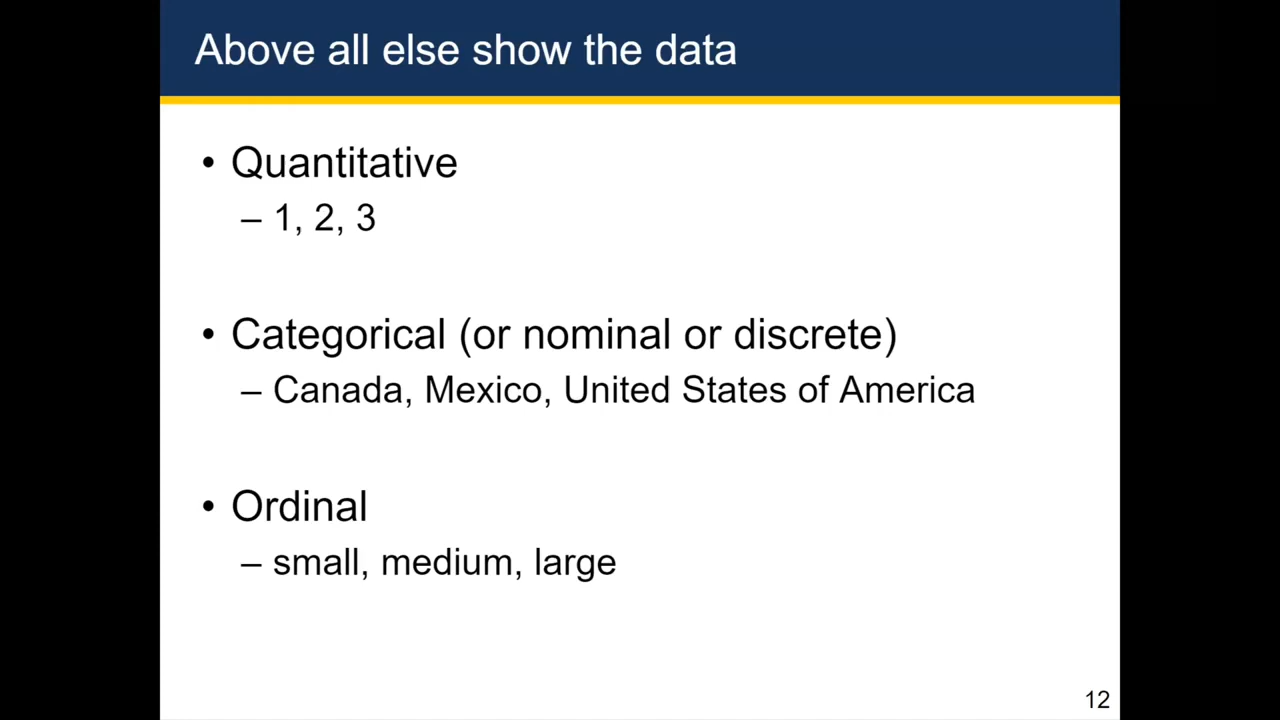 Above all else show the data
• Quantitative
– 1, 2, 3
• Categorical (or nominal or discrete)
– Canada, Mexico, United States of America
• Ordinal
– small, medium, large
12